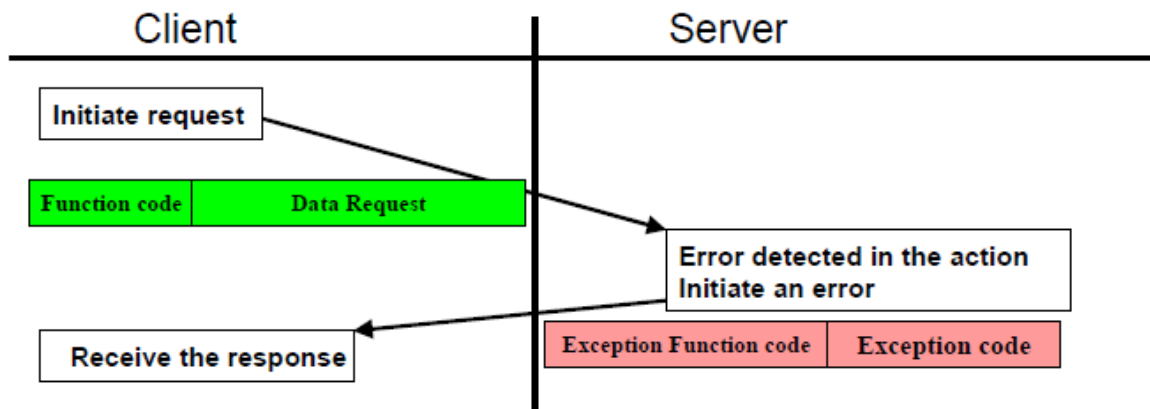 Client
Server
Initiate request
Function code
Data Request
Error detected in the action
Initiate an error
Receive the response
Exception Function code
Exception code